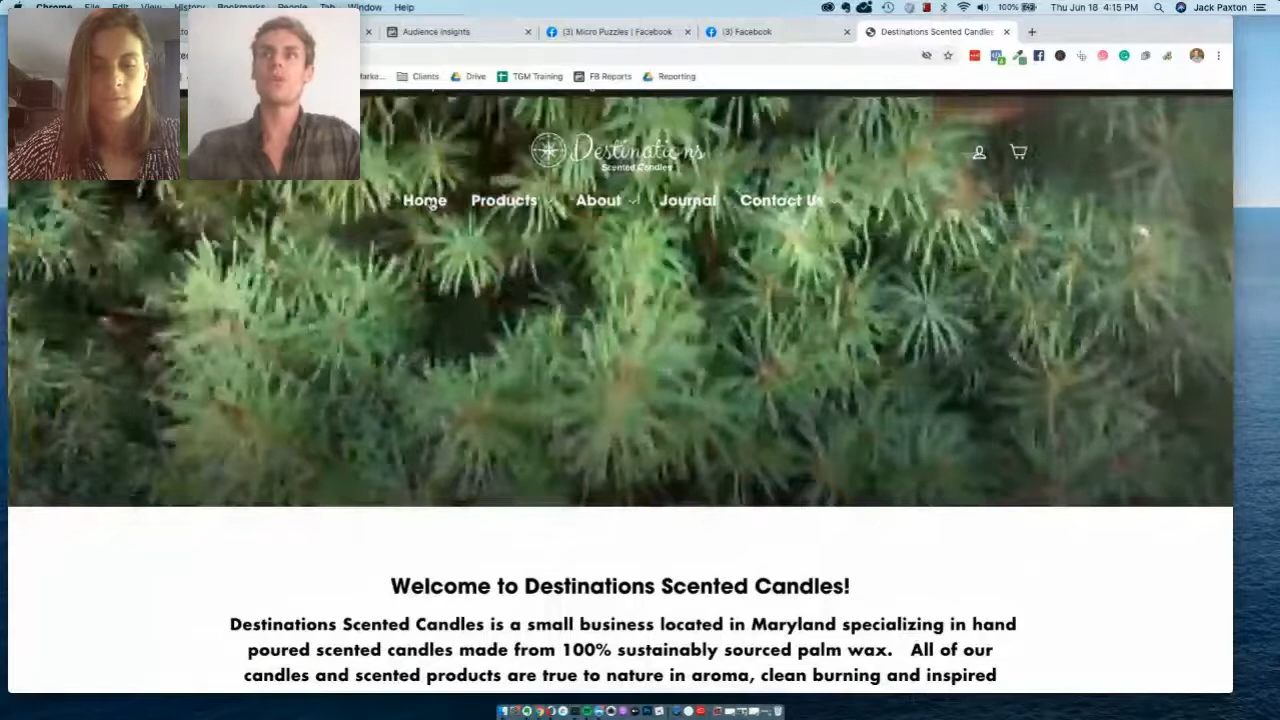 Chrome File Edit View History Bookmarks People Tab Window Help
100% Thu Jun 18 4:15 PM Jack Paxton
Audience Insights
(3) Micro Puzzles | Facebook
(3) Facebook
Destinations Scented Candles
Clients Drive TGM Training FB Reports Reporting
Destinations
Scented Candles
Home Products About Journal Contact Us
Welcome to Destinations Scented Candles!
Destinations Scented Candles is a small business located in Maryland specializing in hand
poured scented candles made from 100% sustainably sourced palm wax. All of our
candles and scented products are true to nature in aroma, clean burning and inspired